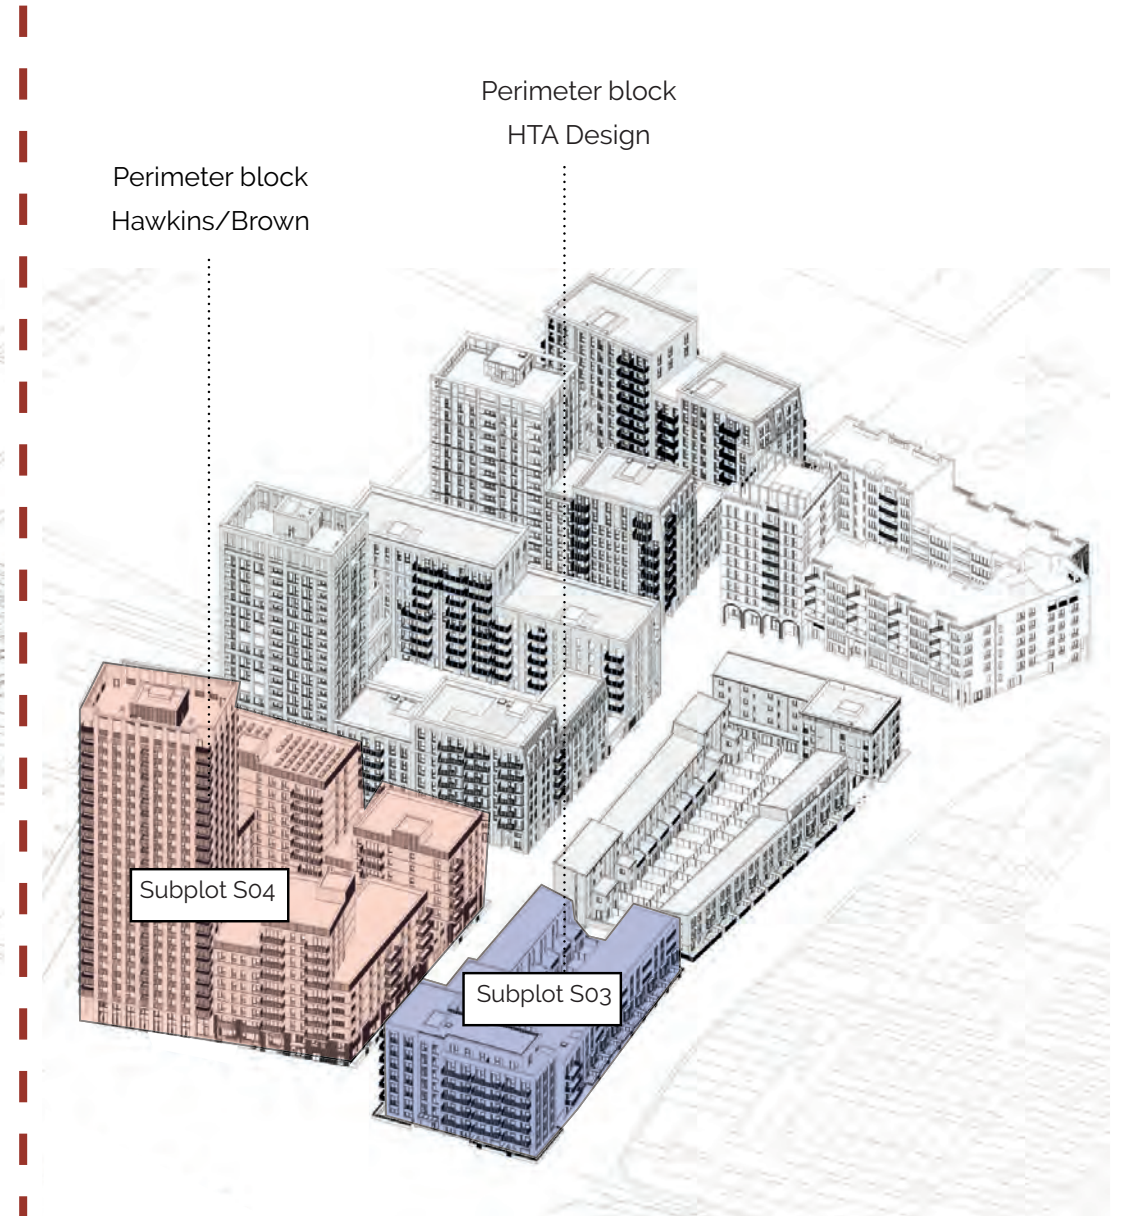 Perimeter block
HTA Design
Perimeter block
Hawkins/Brown
Subplot S04
Subplot S03